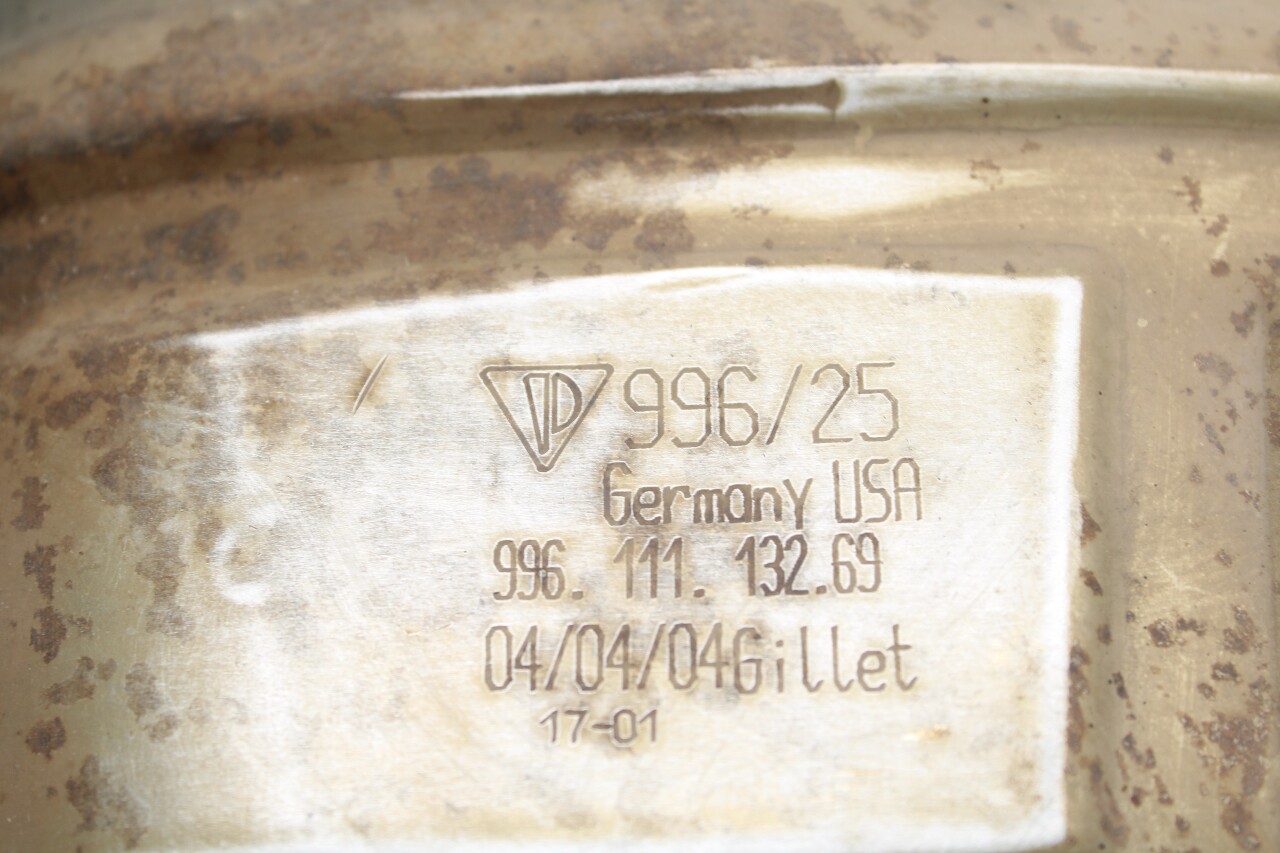 996/25
Germany USA
996. 111. 132.69
04/04/04Gillet
17-01